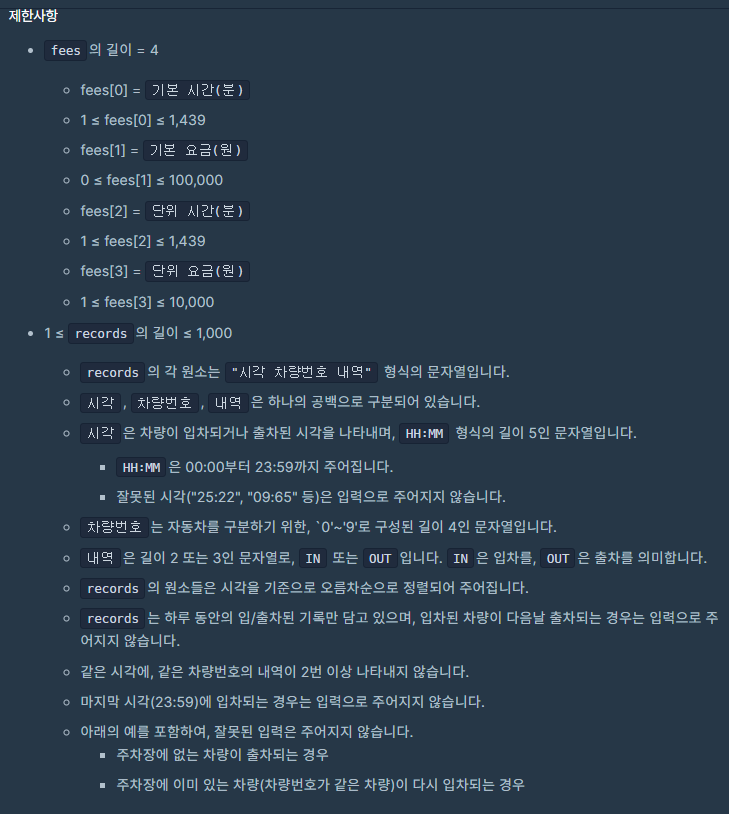 제한사항
• fees 의 길이 = 4
◦ fees[0] = 기본 시간(분)
◦ 1 ≤ fees[0] ≤ 1,439
◦ fees[1] = 기본 요금(원)
◦ 0 ≤ fees[1] ≤ 100,000
◦ fees[2] = 단위 시간(분)
◦ 1 ≤ fees[2] ≤ 1,439
◦ fees[3] = 단위 요금(원)
◦ 1 ≤ fees[3] ≤ 10,000
• 1 ≤ records 의 길이 ≤ 1,000
◦ records 의 각 원소는 "시각 차량번호 내역" 형식의 문자열입니다.
◦ 시각 , 차량번호 , 내역 은 하나의 공백으로 구분되어 있습니다.
◦ 시각 은 차량이 입차되거나 출차된 시각을 나타내며, HH:MM 형식의 길이 5인 문자열입니다.
▪ HH:MM 은 00:00부터 23:59까지 주어집니다.
▪ 잘못된 시각("25:22", "09:65" 등)은 입력으로 주어지지 않습니다.
◦ 차량번호 는 자동차를 구분하기 위한, `0'~'9'로 구성된 길이 4인 문자열입니다.
◦ 내역 은 길이 2 또는 3인 문자열로, IN 또는 OUT 입니다. IN 은 입차를, OUT 은 출차를 의미합니다.
◦ records 의 원소들은 시각을 기준으로 오름차순으로 정렬되어 주어집니다.
◦ records 는 하루 동안의 입/출차된 기록만 담고 있으며, 입차된 차량이 다음날 출차되는 경우는 입력으로 주
어지지 않습니다.
◦ 같은 시각에, 같은 차량번호의 내역이 2번 이상 나타내지 않습니다.
◦ 마지막 시각(23:59)에 입차되는 경우는 입력으로 주어지지 않습니다.
◦ 아래의 예를 포함하여, 잘못된 입력은 주어지지 않습니다.
▪ 주차장에 없는 차량이 출차되는 경우
▪ 주차장에 이미 있는 차량(차량번호가 같은 차량)이 다시 입차되는 경우